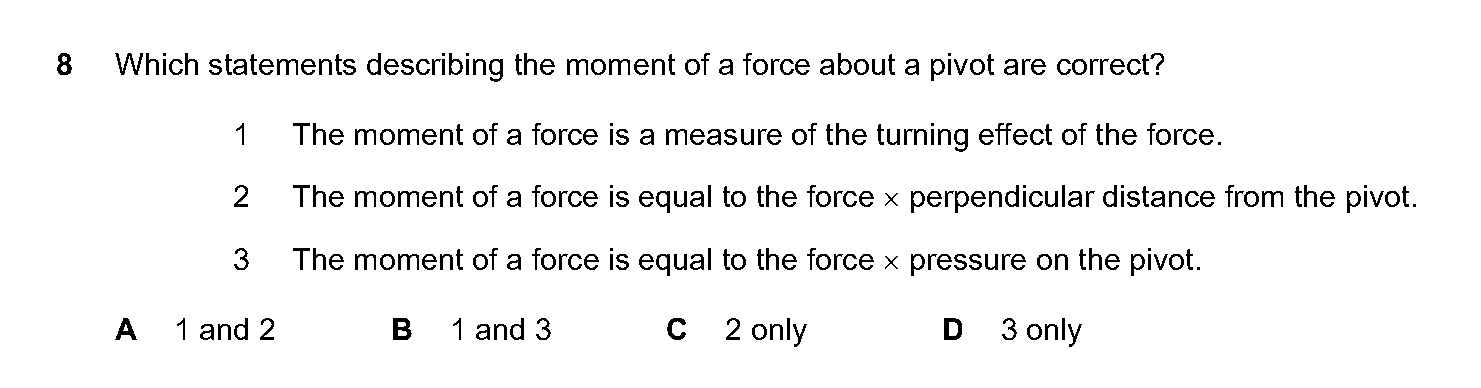 8 Which statements describing the moment of a force about a pivot are correct?
1 The moment of a force is a measure of the turning effect of the force.
2 The moment of a force is equal to the force × perpendicular distance from the pivot.
3 The moment of a force is equal to the force × pressure on the pivot.
A 1 and 2 B 1 and 3 C 2 only D 3 only